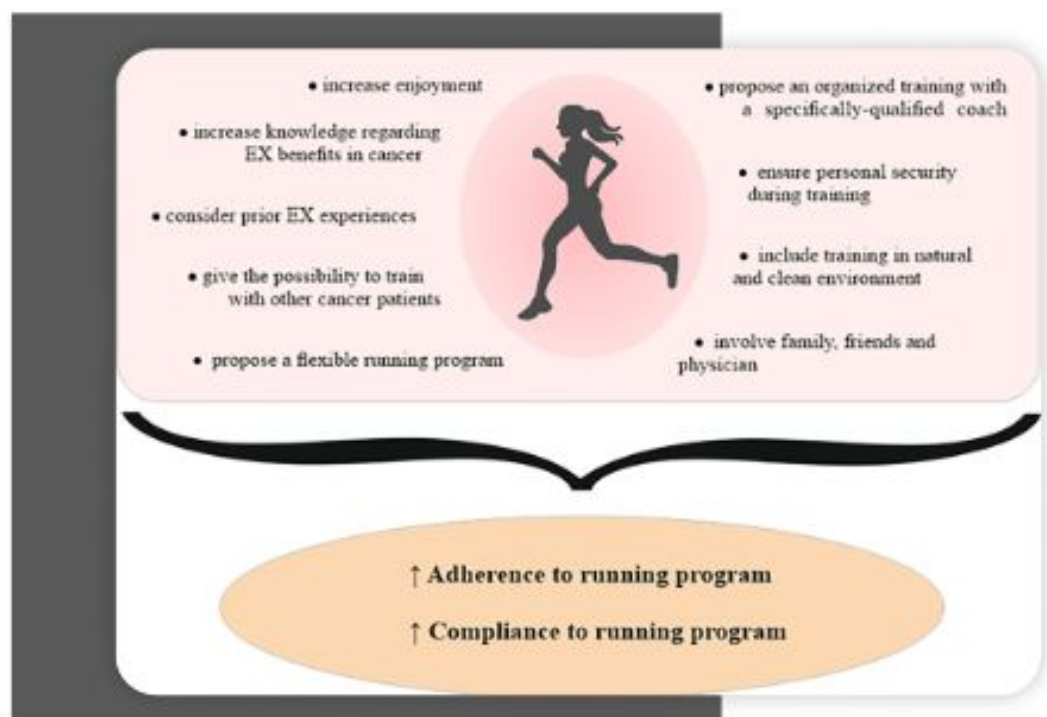 • increase enjoyment
• increase knowledge regarding
EX benefits in cancer
• consider prior EX experiences
• give the possibility to train
with other cancer patients
• propose a flexible running program
• propose an organized training with
a specifically-qualified coach
• ensure personal security
during training
• include training in natural
and clean environment
• involve family, friends and
physician
↑ Adherence to running program
↑ Compliance to running program